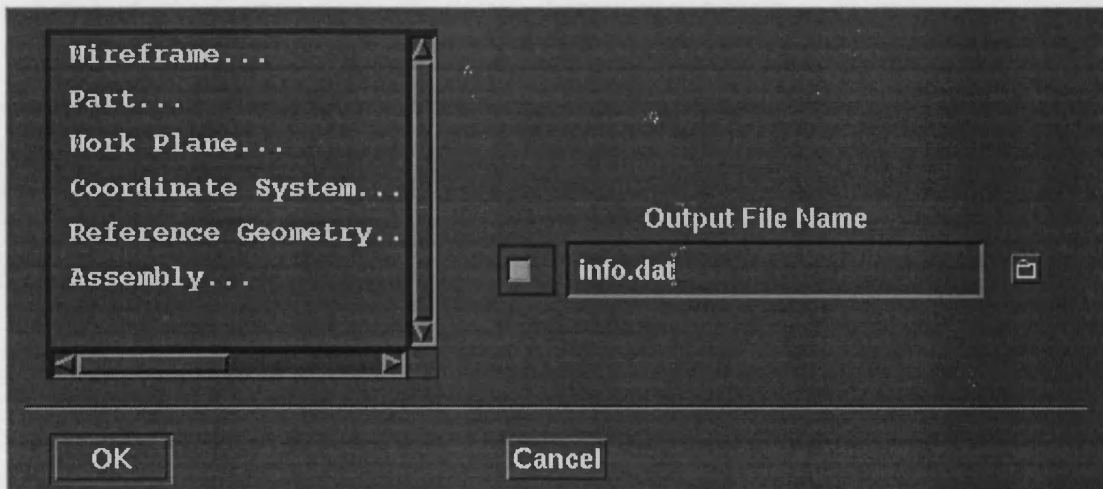 Wireframe...
Part...
Work Plane...
Coordinate System...
Reference Geometry..
Assembly...
Output File Name
info.dat
OK
Cancel